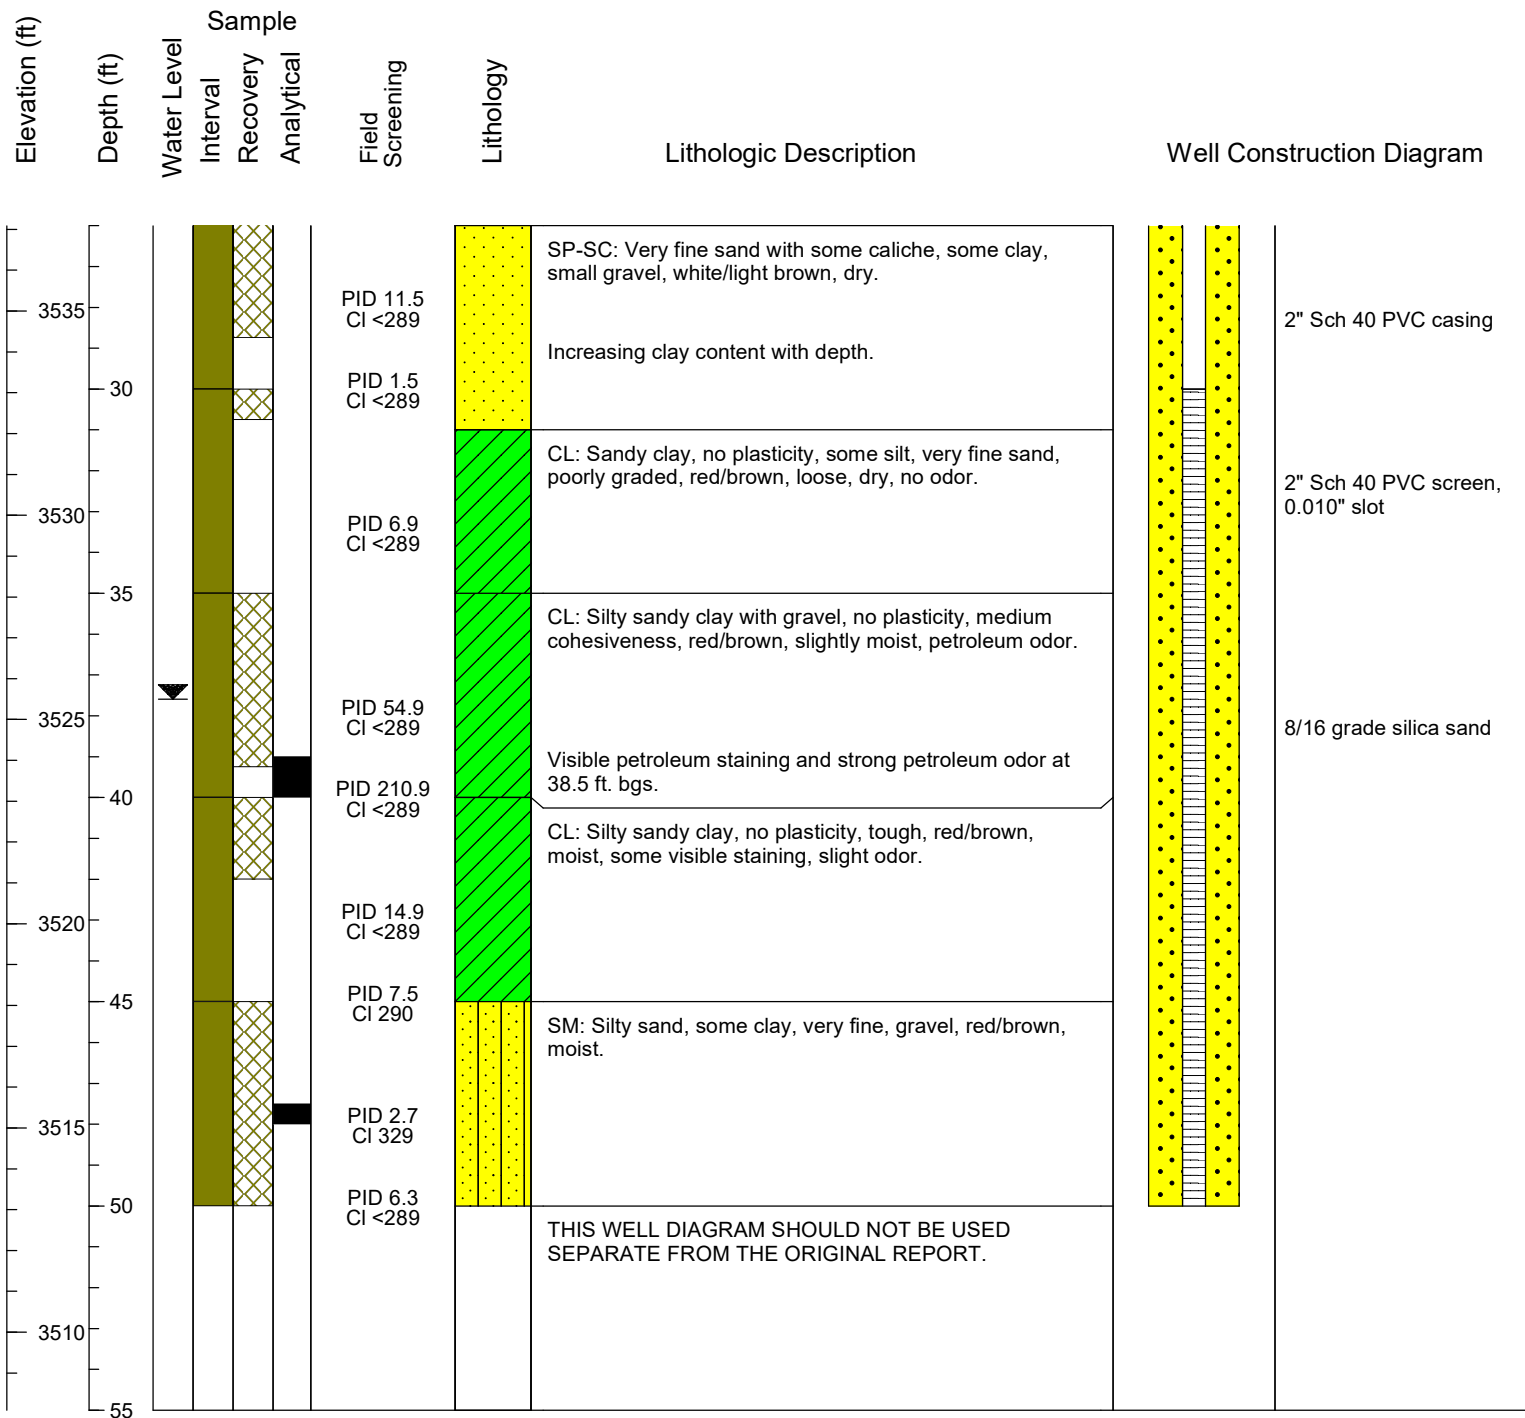 Elevation (ft)
Depth (ft)
Water Level
Sample
Interval
Recovery
Analytical
Field
Screening
Lithology
Lithologic Description
Well Construction Diagram
SP-SC: Very fine sand with some caliche, some clay,
small gravel, white/light brown, dry.
PID 11.5
Cl <289
3535
2" Sch 40 PVC casing
Increasing clay content with depth.
PID 1.5
Cl <289
30
CL: Sandy clay, no plasticity, some silt, very fine sand,
poorly graded, red/brown, loose, dry, no odor.
2" Sch 40 PVC screen,
0.010" slot
3530
PID 6.9
Cl <289
35
CL: Silty sandy clay with gravel, no plasticity, medium
cohesiveness, red/brown, slightly moist, petroleum odor.
PID 54.9
Cl <289
3525
8/16 grade silica sand
Visible petroleum staining and strong petroleum odor at
38.5 ft. bgs.
PID 210.9
Cl <289
40
CL: Silty sandy clay, no plasticity, tough, red/brown,
moist, some visible staining, slight odor.
PID 14.9
Cl <289
3520
PID 7.5
Cl 290
45
SM: Silty sand, some clay, very fine, gravel, red/brown,
moist.
PID 2.7
Cl 329
3515
PID 6.3
Cl <289
50
THIS WELL DIAGRAM SHOULD NOT BE USED
SEPARATE FROM THE ORIGINAL REPORT.
3510
55